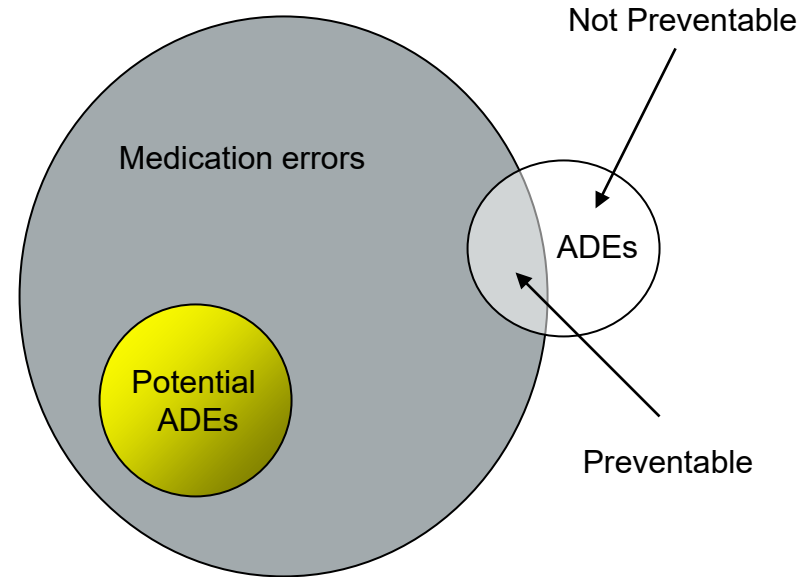 Not Preventable
Medication errors
ADEs
Potential
ADEs
Preventable